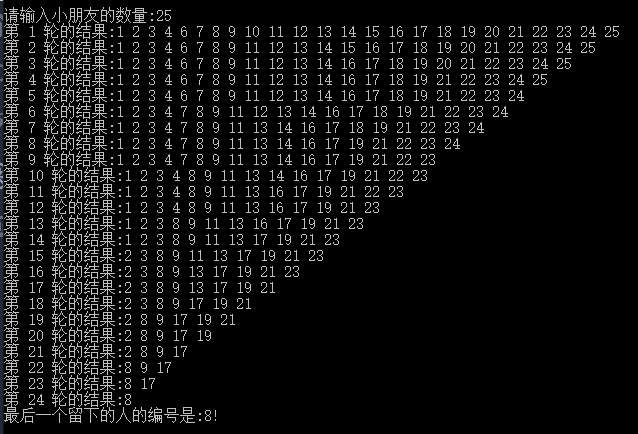 请输入小朋友的数量:25
第 1 轮的结果:1 2 3 4 6 7 8 9 10 11 12 13 14 15 16 17 18 19 20 21 22 23 24 25
第 2 轮的结果:1 2 3 4 6 7 8 9 11 12 13 14 15 16 17 18 19 20 21 22 23 24 25
第 3 轮的结果:1 2 3 4 6 7 8 9 11 12 13 14 16 17 18 19 20 21 22 23 24 25
第 4 轮的结果:1 2 3 4 6 7 8 9 11 12 13 14 16 17 18 19 21 22 23 24 25
第 5 轮的结果:1 2 3 4 6 7 8 9 11 12 13 14 16 17 18 19 21 22 23 24
第 6 轮的结果:1 2 3 4 7 8 9 11 12 13 14 16 17 18 19 21 22 23 24
第 7 轮的结果:1 2 3 4 7 8 9 11 13 14 16 17 18 19 21 22 23 24
第 8 轮的结果:1 2 3 4 7 8 9 11 13 14 16 17 19 21 22 23 24
第 9 轮的结果:1 2 3 4 7 8 9 11 13 14 16 17 19 21 22 23
第 10 轮的结果:1 2 3 4 8 9 11 13 14 16 17 19 21 22 23
第 11 轮的结果:1 2 3 4 8 9 11 13 16 17 19 21 22 23
第 12 轮的结果:1 2 3 4 8 9 11 13 16 17 19 21 23
第 13 轮的结果:1 2 3 8 9 11 13 16 17 19 21 23
第 14 轮的结果:1 2 3 8 9 11 13 17 19 21 23
第 15 轮的结果:2 3 8 9 11 13 17 19 21 23
第 16 轮的结果:2 3 8 9 13 17 19 21 23
第 17 轮的结果:2 3 8 9 13 17 19 21
第 18 轮的结果:2 3 8 9 17 19 21
第 19 轮的结果:2 8 9 17 19 21
第 20 轮的结果:2 8 9 17 19
第 21 轮的结果:2 8 9 17
第 22 轮的结果:8 9 17
第 23 轮的结果:8 17
第 24 轮的结果:8
最后一个留下的人的编号是:8!